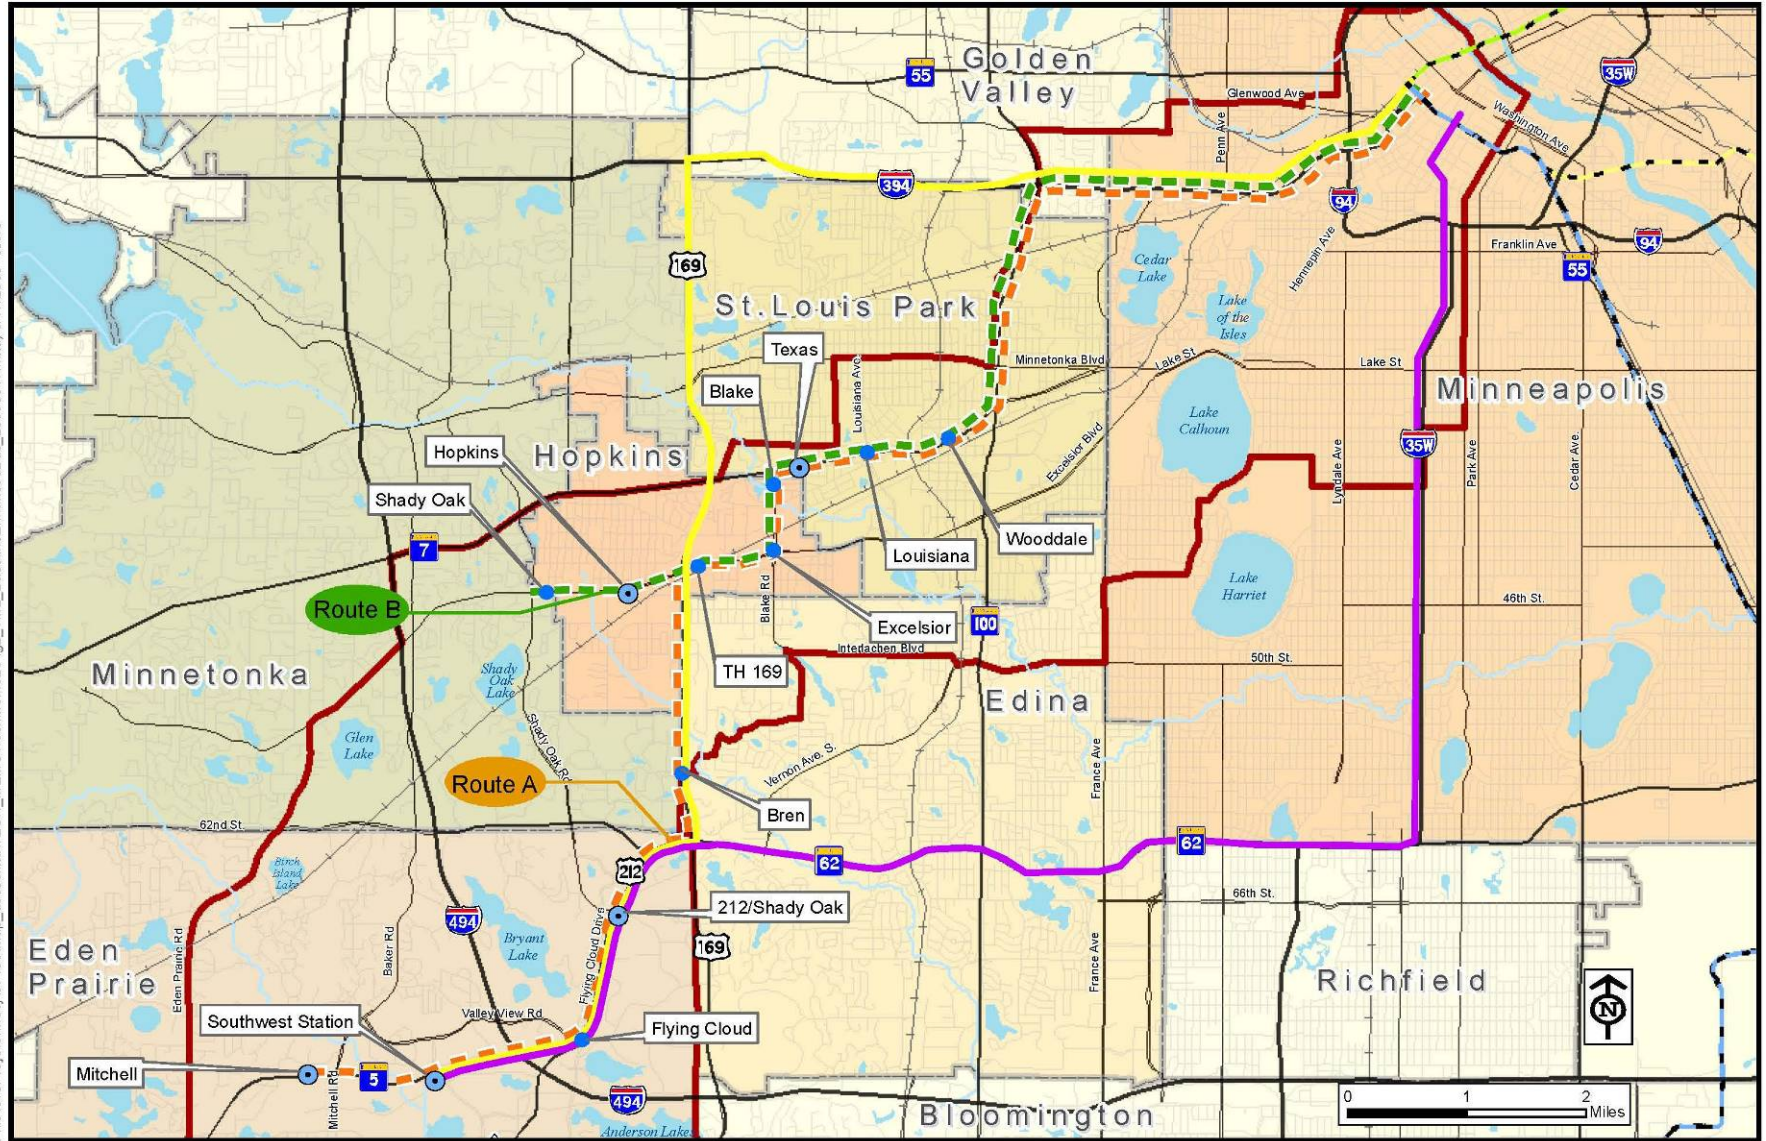 Golden
Valley
55
35W
Glenwood Ave
Washington Ave
Penn Ave
394
94
169
Hennepin Ave
Franklin Ave
94
55
Cedar
Lake
Lake
of the
Isles
St.Louis Park
Texas
Minnetonka Blvd
Lake St
Lake St
Blake
Louisiana Ave
Minneapolis
Lake
Calhoun
Hopkins
Hopkins
Excelsior Blvd
35W
Lyndale Ave
Park Ave
Cedar Ave
Shady Oak
Wooddale
7
Louisiana
Route B
Blake Rd
Lake
Harriet
46th St.
100
Excelsior
Interlachen Blvd
50th St.
Minnetonka
Shady
Oak
Lake
TH 169
Edina
Glen
Lake
Shady Oak Rd
Vernon Ave. S.
France Ave
Route A
Bren
62nd St.
62
62
Birch
Island
Lake
212
66th St.
212/Shady Oak
494
Flying Cloud Drive
Bryant
Lake
Baker Rd
169
Eden
Prairie
Eden Prairie Rd
France Ave
Richfield
N
Southwest Station
Valley View Rd
Flying Cloud
Mitchell
5
Mitchell Rd
494
Bloomington
Anderson Lakes
0 1 2
Miles